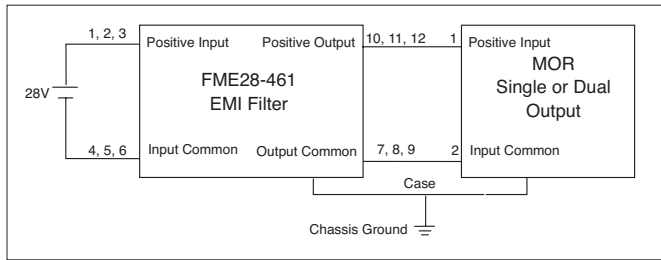 1, 2, 3
Positive Input
Positive Output
10, 11, 12
1
Positive Input
FME28-461
EMI Filter
MOR
Single or Dual
Output
28V
4, 5, 6
Input Common
Output Common
7, 8, 9
2
Input Common
Case
Chassis Ground